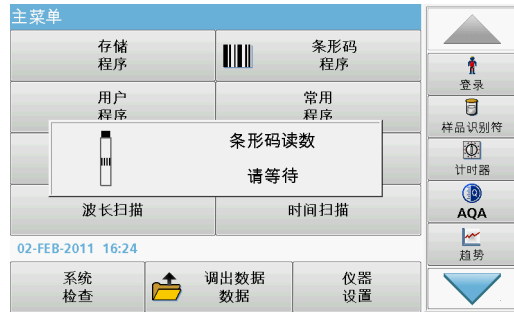 主菜单
存储
程序
条形码
程序
用户
程序
常用
程序
条形码读数
请等待
波长扫描
时间扫描
02-FEB-2011 16:24
系统
检查
调出数据
数据
仪器
设置
登录
样品识别符
计时器
AQA
趋势